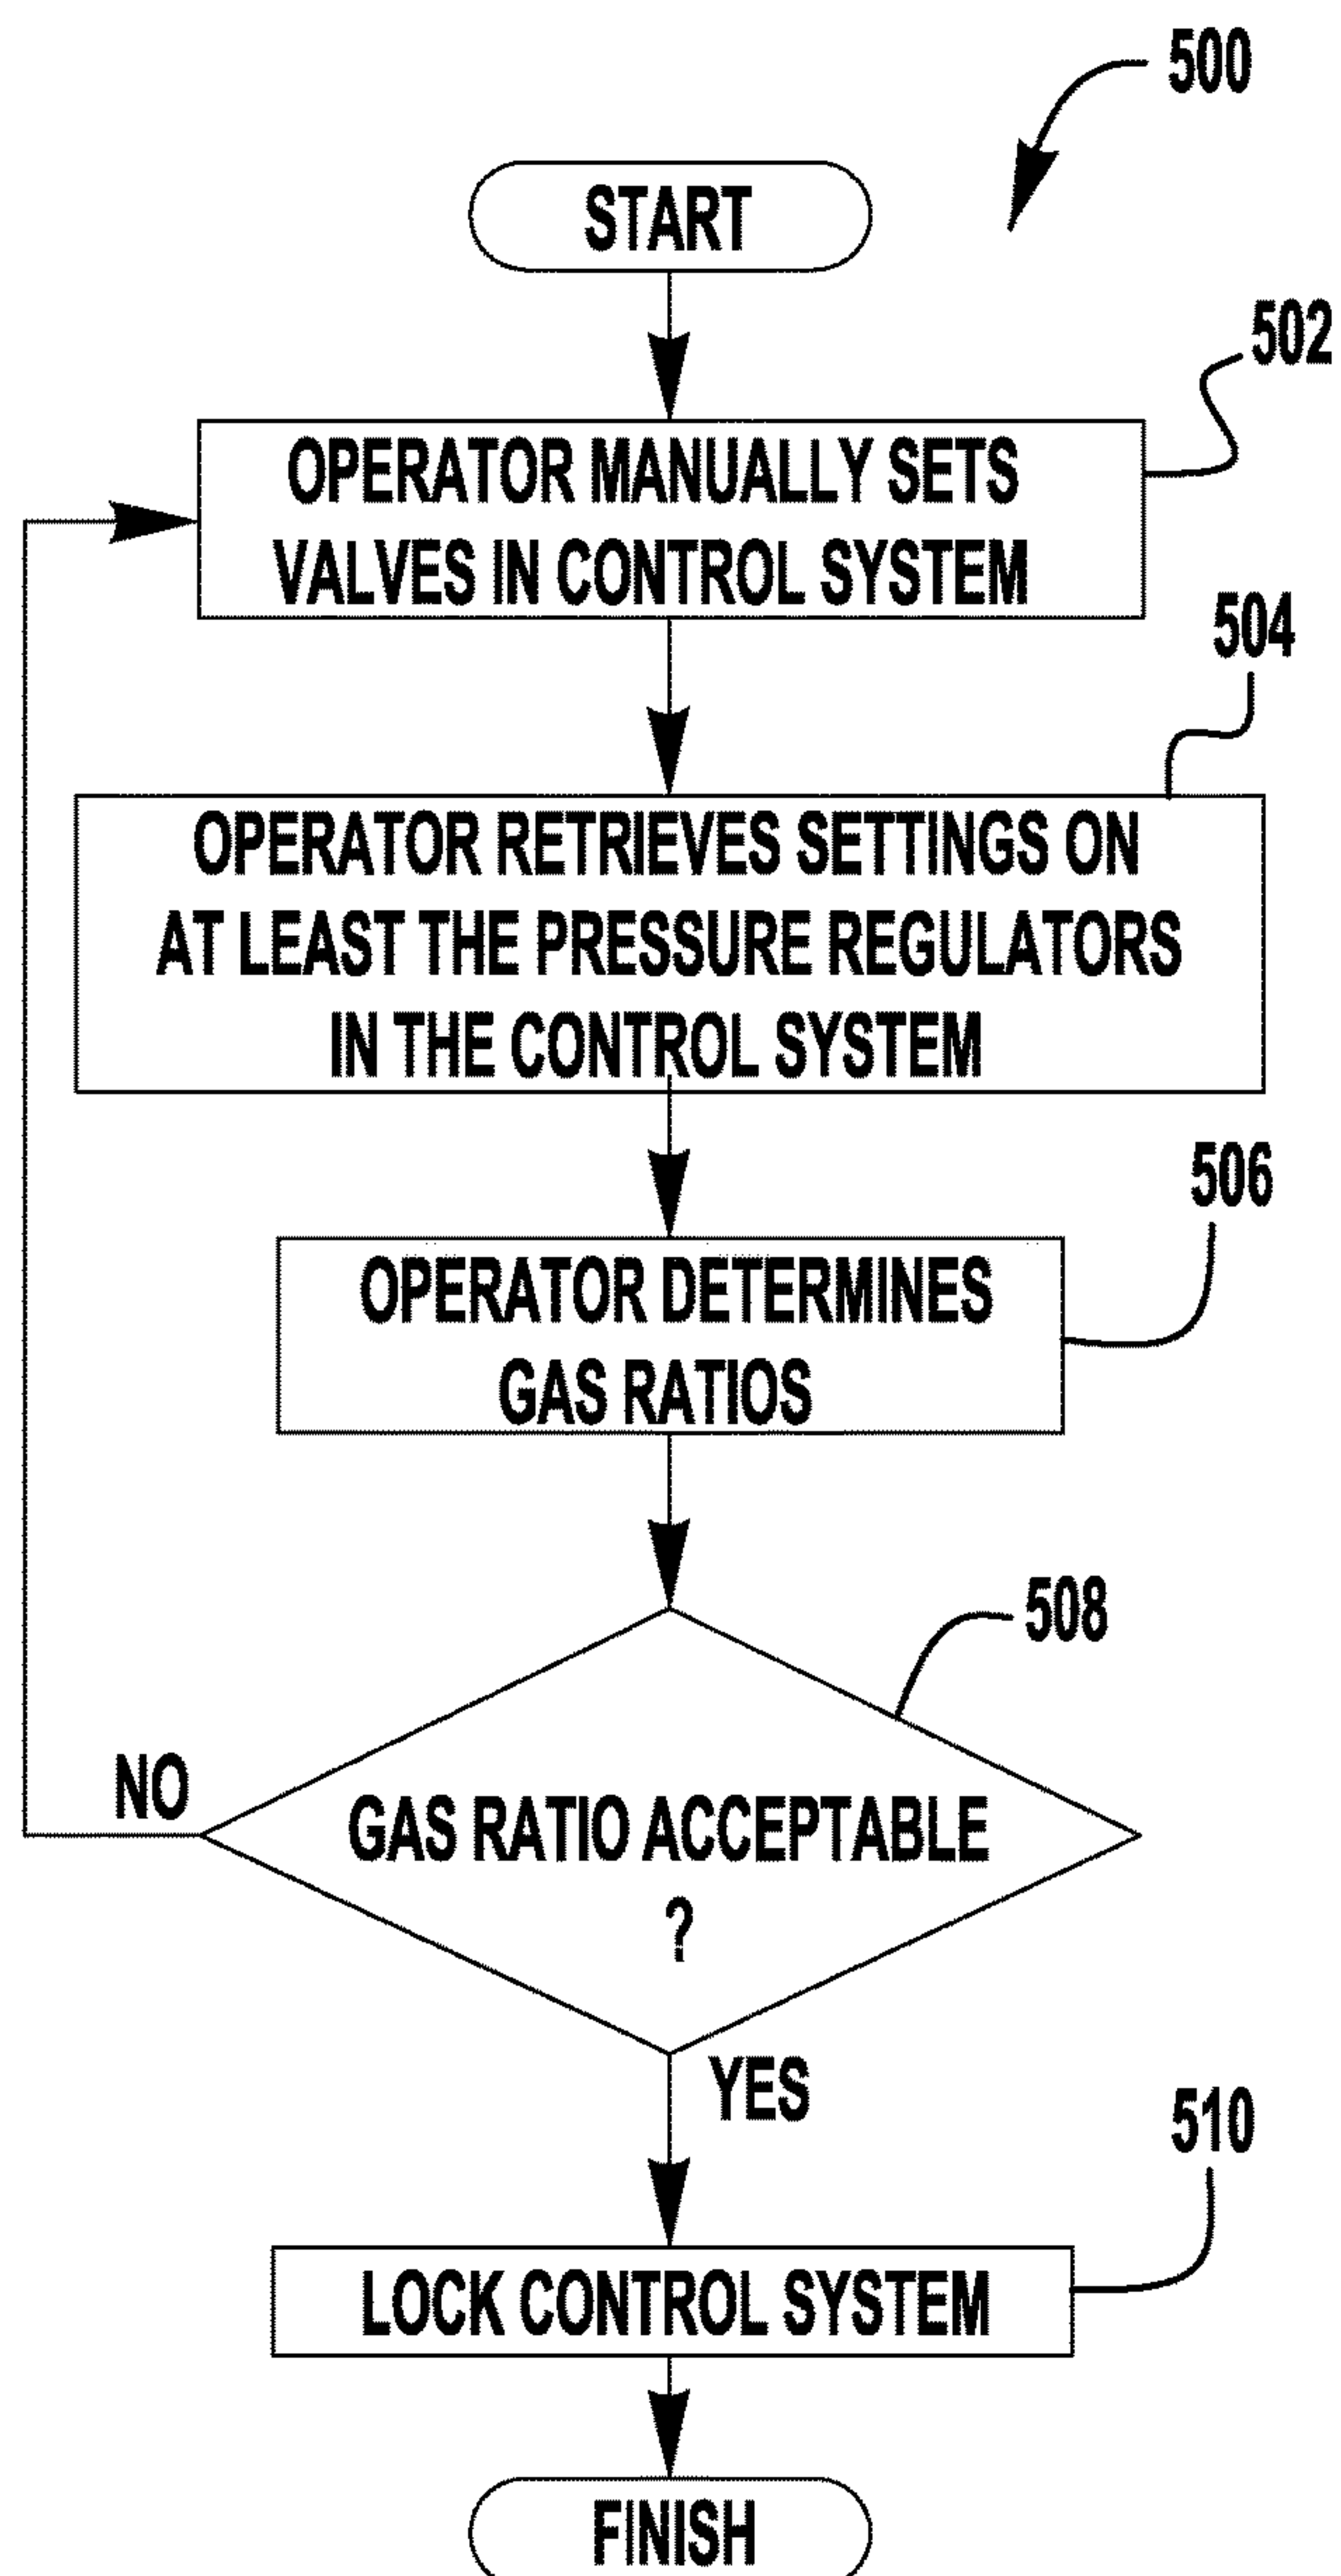 500
START
502
OPERATOR MANUALLY SETS
VALVES IN CONTROL SYSTEM
504
OPERATOR RETRIEVES SETTINGS ON
AT LEAST THE PRESSURE REGULATORS
IN THE CONTROL SYSTEM
506
OPERATOR DETERMINES
GAS RATIOS
508
NO
GAS RATIO ACCEPTABLE
?
YES
510
LOCK CONTROL SYSTEM
FINISH